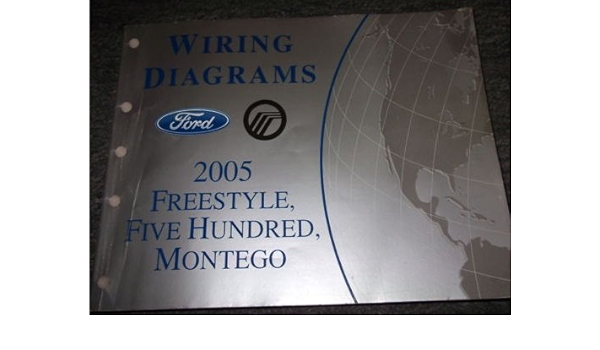 WIRING
DIAGRAMS
Ford
2005
FREESTYLE,
FIVE HUNDRED,
MONTEGO